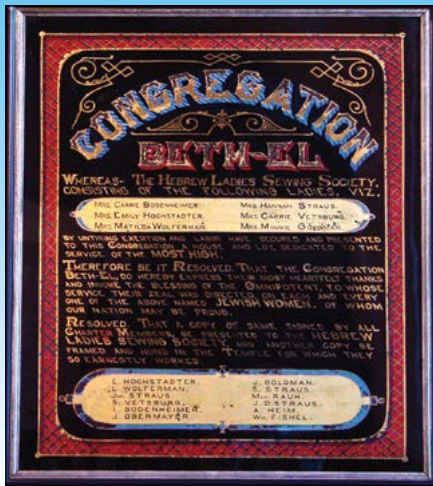 CONGREGATION
BETH-EL
WHEREAS- THE HEBREW LADIES SEWING SOCIETY,
CONSISTING OF THE FOLLOWING LADIES, VIZ.
MRS. CARRIE BODENHEIMER. MRS. HANNAH STRAUS.
MRS. EMILY HOCHSTADTER. MRS. CARRIE VETSBURG.
MRS. MATILDA WOLFERMAN. MRS. MINNIE GOLDMAN.
BY UNTIRING EXERTION AND LABOR HAVE SECURED AND PRESENTED
TO THIS CONGREGATION A HOUSE AND LOT, DEDICATED TO THE
SERVICE OF THE MOST HIGH.
THEREFORE BE IT RESOLVED THAT THE CONGREGATION
BETH-EL, DO HEREBY EXPRESS THEIR MOST HEARTFELT THANKS
AND INVOKE THE BLESSING OF THE OMNIPOTENT, TO WHOSE
SERVICE THEIR ZEAL WAS DIRECTED, ON EACH AND EVERY
ONE OF THE ABOVE NAMED JEWISH WOMEN, OF WHOM
OUR NATION MAY BE PROUD.
RESOLVED, THAT A COPY OF SAME SIGNED BY ALL
CHARTER MEMBERS, BE PRESENTED TO THE HEBREW
LADIES SEWING SOCIETY, AND ANOTHER COPY BE
FRAMED AND HUNG IN THE TEMPLE FOR WHICH THEY
SO EARNESTLY WORKED.
E. HOCHSTADTER. J. GOLDMAN.
L. WOLFERMAN. S. STRAUS.
STRAUS. RAUH.
S. VETSBURG. J. D. STRAUS.
I. BODENHEIMER. A. HEIM.
J. OBERMAYER. WM. FISHEL.